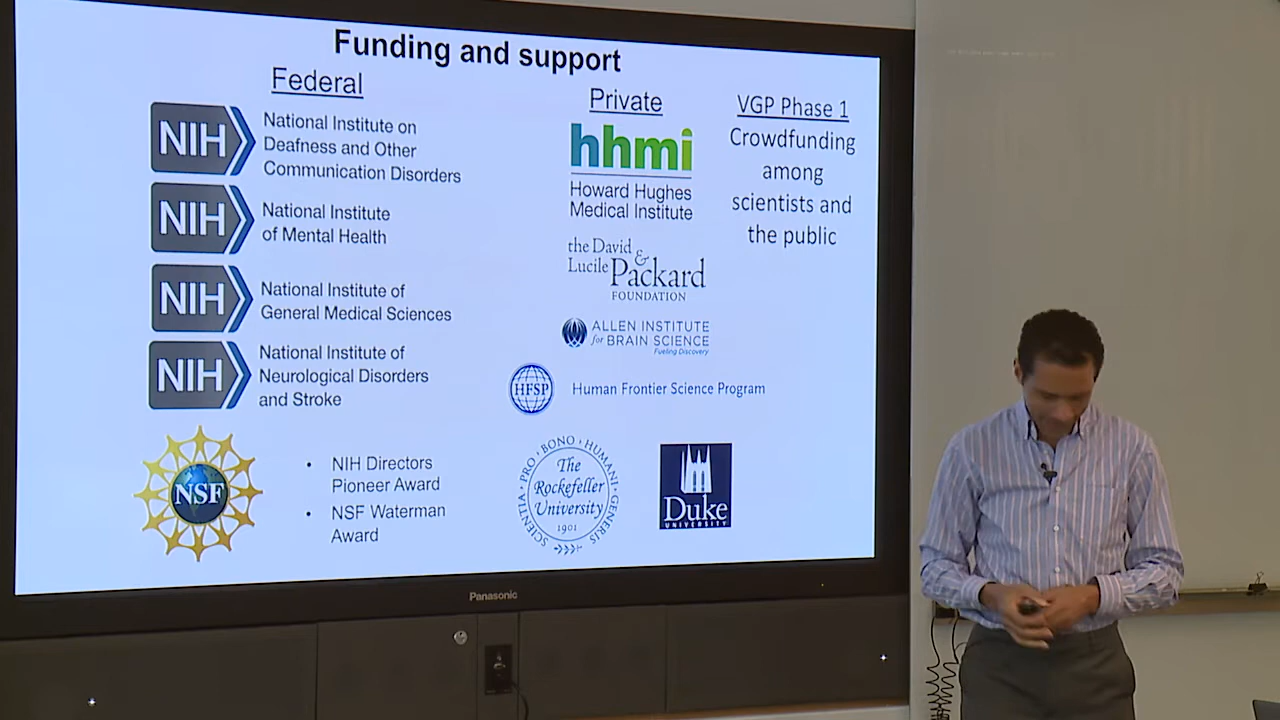 Funding and support
Federal
NIH
National Institute on
Deafness and Other
Communication Disorders
NIH
National Institute
of Mental Health
NIH
National Institute of
General Medical Sciences
NIH
National Institute of
Neurological Disorders
and Stroke
NSF
• NIH Directors
Pioneer Award
• NSF Waterman
Award
Private
hhmi
Howard Hughes
Medical Institute
the David &
Lucile Packard
FOUNDATION
ALLEN INSTITUTE
for BRAIN SCIENCE
Fueling Discovery
HFSP
Human Frontier Science Program
SCIENTIA · PRO · BONO · HUMANI · GENERIS
The
Rockefeller
University
1901
Duke
UNIVERSITY
VGP Phase 1
Crowdfunding
among
scientists and
the public
Panasonic